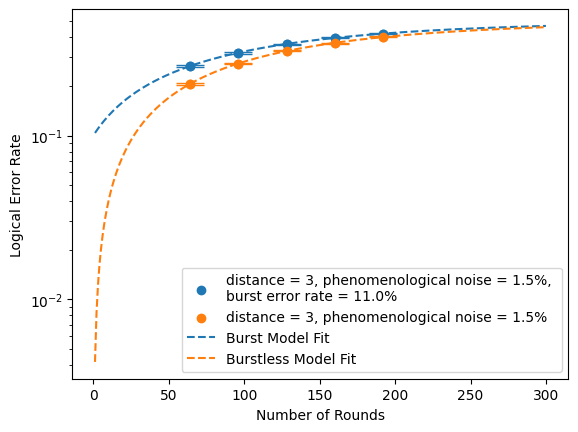 Logical Error Rate
10⁻¹
10⁻²
distance = 3, phenomenological noise = 1.5%,
burst error rate = 11.0%
distance = 3, phenomenological noise = 1.5%
Burst Model Fit
Burstless Model Fit
0 50 100 150 200 250 300
Number of Rounds